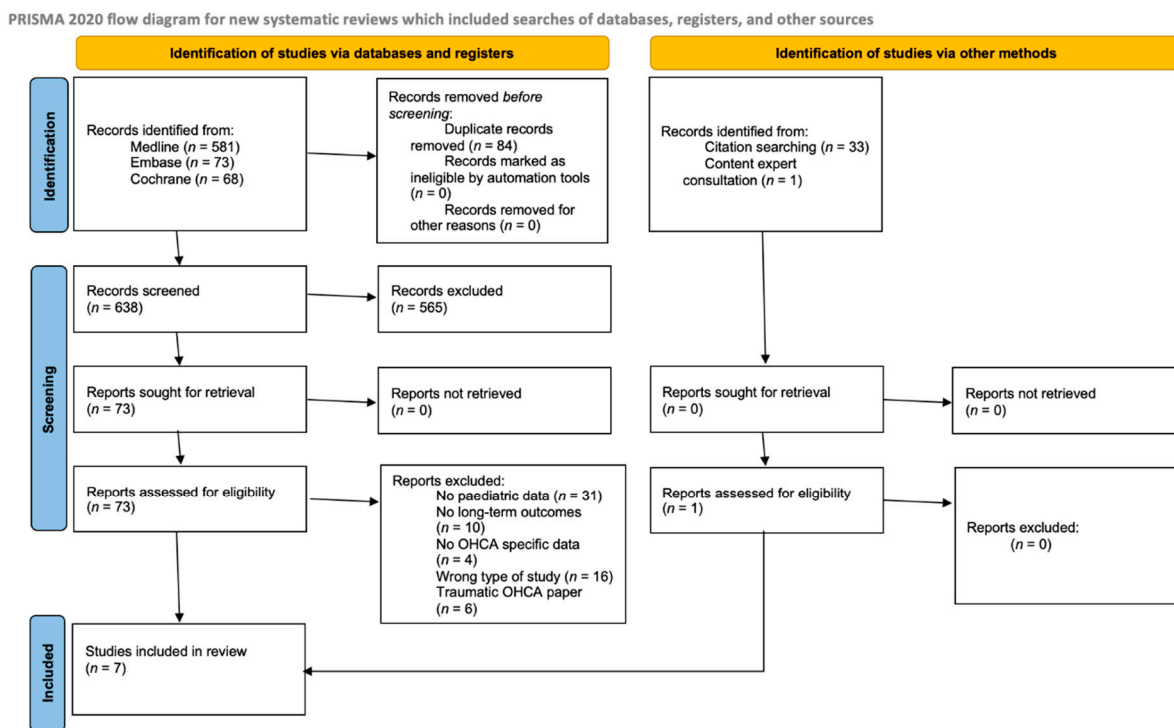 PRISMA 2020 flow diagram for new systematic reviews which included searches of databases, registers, and other sources
Identification of studies via databases and registers
Identification of studies via other methods
Identification
Records identified from:
Medline (n = 581)
Embase (n = 73)
Cochrane (n = 68)
Records removed before
screening:
Duplicate records
removed (n = 84)
Records marked as
ineligible by automation tools
(n = 0)
Records removed for
other reasons (n = 0)
Records identified from:
Citation searching (n = 33)
Content expert
consultation (n = 1)
Screening
Records screened
(n = 638)
Records excluded
(n = 565)
Reports sought for retrieval
(n = 73)
Reports not retrieved
(n = 0)
Reports sought for retrieval
(n = 0)
Reports not retrieved
(n = 0)
Reports assessed for eligibility
(n = 73)
Reports excluded:
No paediatric data (n = 31)
No long-term outcomes
(n = 10)
No OHCA specific data
(n = 4)
Wrong type of study (n = 16)
Traumatic OHCA paper
(n = 6)
Reports assessed for eligibility
(n = 1)
Reports excluded:
(n = 0)
Included
Studies included in review
(n = 7)